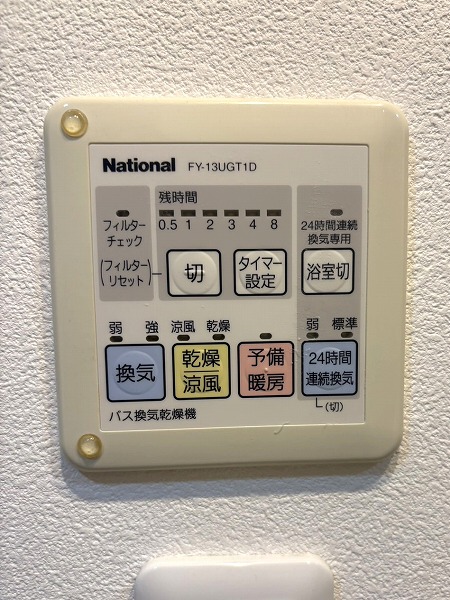 National FY-13UGT1D
残時間
0.5 1 2 3 4 8
フィルター
チェック
24時間連続
換気専用
(フィルター
リセット)
切
タイマー
設定
浴室切
弱 強 涼風 乾燥 弱 標準
換気
乾燥
涼風
予備
暖房
24時間
連続換気
(切)
バス換気乾燥機